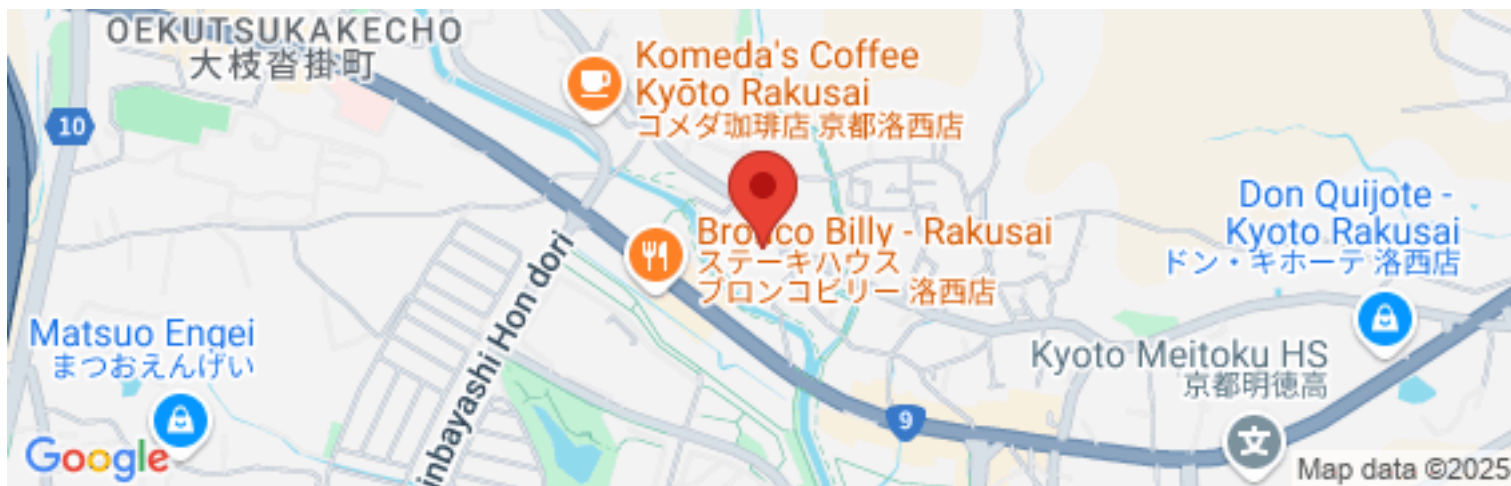 OEKUTSUKAKECHO
大枝沓掛町
10
Komeda's Coffee
Kyōto Rakusai
コメダ珈琲店 京都洛西店
Bronco Billy - Rakusai
ステーキハウス
ブロンコビリー 洛西店
Don Quijote -
Kyoto Rakusai
ドン・キホーテ 洛西店
Matsuo Engei
まつおえんげい
inbayashi Hon dori
Kyoto Meitoku HS
京都明徳高
文
9
Google
Map data ©2025